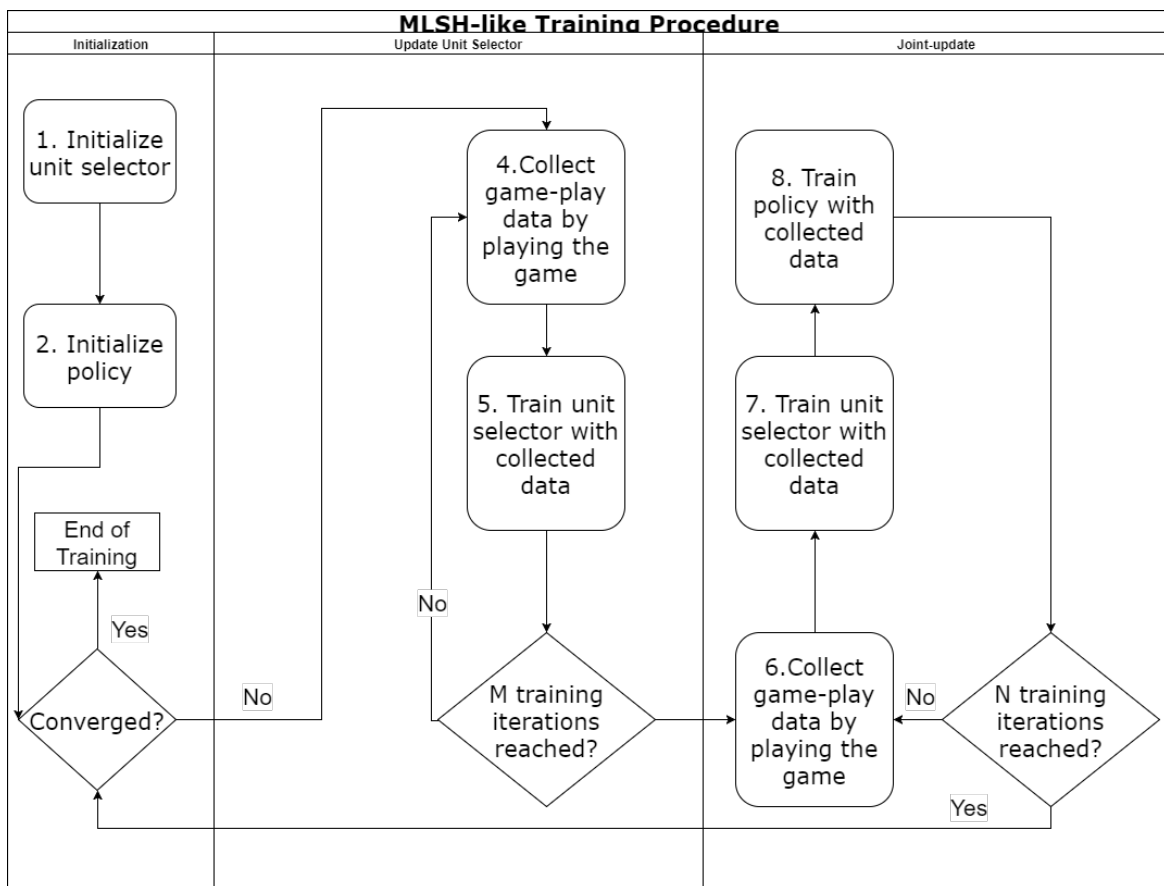 MLSH-like Training Procedure
Initialization
Update Unit Selector
Joint-update
1. Initialize
unit selector
2. Initialize
policy
End of
Training
Yes
Converged?
No
4.Collect
game-play
data by
playing the
game
5. Train unit
selector with
collected
data
No
M training
iterations
reached?
6.Collect
game-play
data by
playing the
game
7. Train unit
selector with
collected
data
8. Train
policy with
collected
data
N training
iterations
reached?
No
Yes